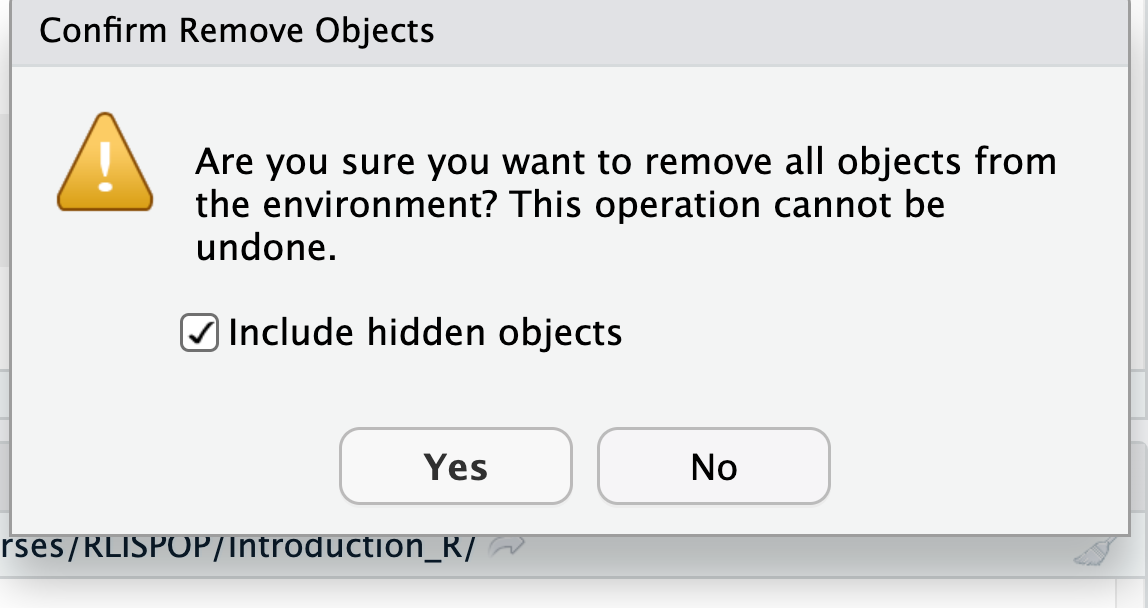 Confirm Remove Objects
Are you sure you want to remove all objects from
the environment? This operation cannot be
undone.
Include hidden objects
Yes
No
rses/RLISPOP/Introduction_R/